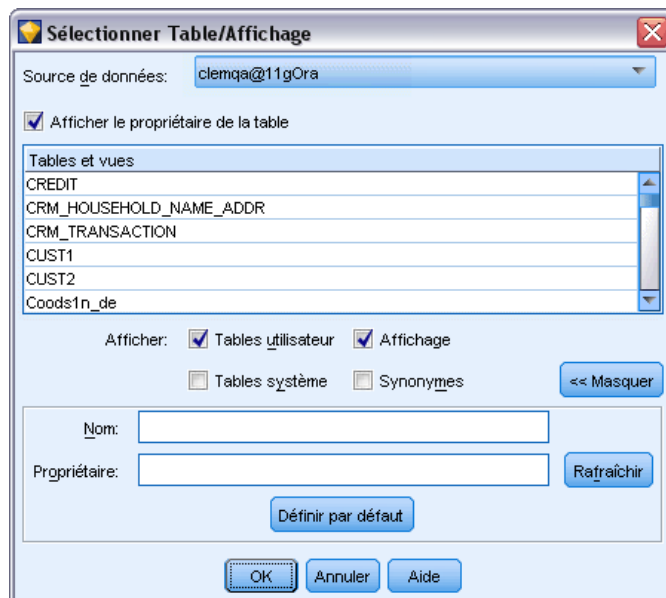 Sélectionner Table/Affichage
Source de données: clemqa@11gOra
Afficher le propriétaire de la table
Tables et vues
CREDIT
CRM_HOUSEHOLD_NAME_ADDR
CRM_TRANSACTION
CUST1
CUST2
Coods1n_de
Afficher: Tables utilisateur Affichage
Tables système Synonymes << Masquer
Nom:
Propriétaire: Rafraîchir
Définir par défaut
OK Annuler Aide